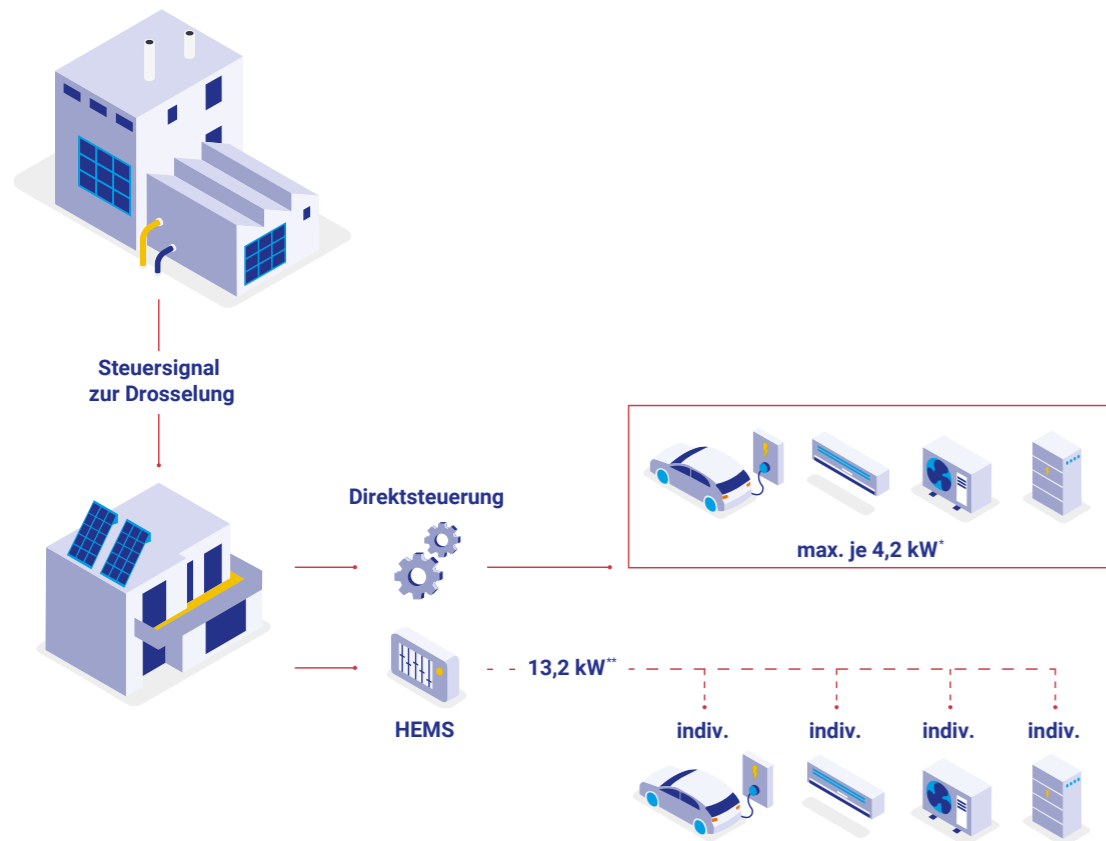 Steuersignal
zur Drosselung
Direktsteuerung
max. je 4,2 kW*
13,2 kW**
HEMS
indiv.
indiv.
indiv.
indiv.